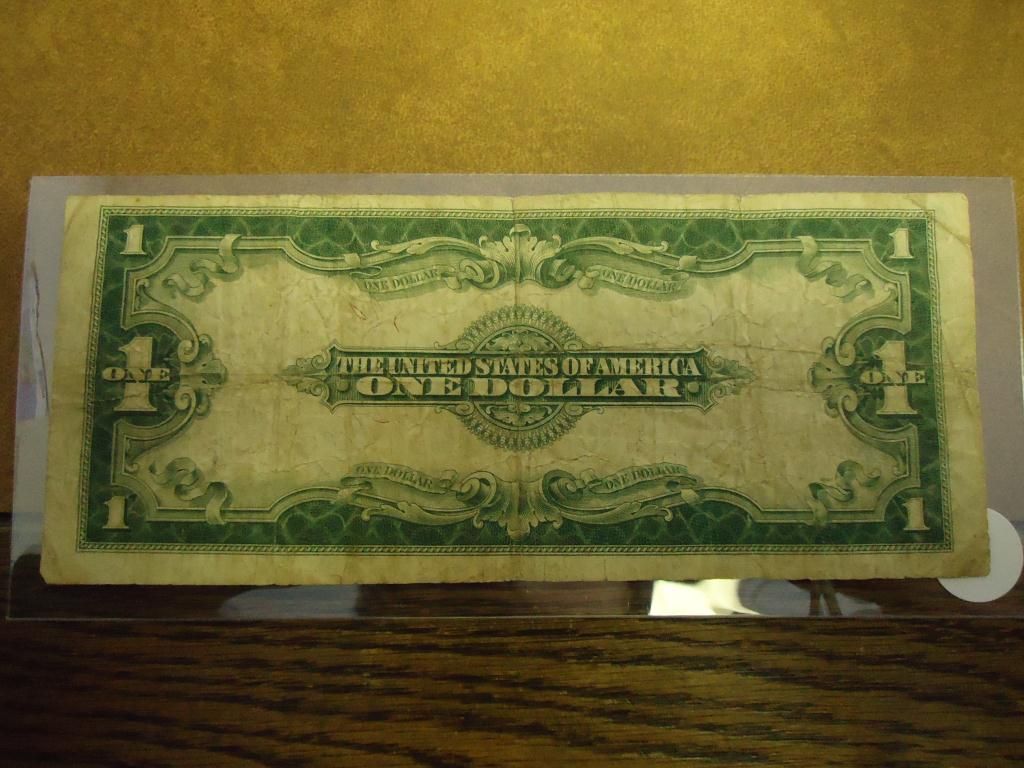 1 1
ONE DOLLAR ONE DOLLAR
1 THE UNITED STATES OF AMERICA 1
ONE ONE DOLLAR ONE
ONE DOLLAR ONE DOLLAR
1 1